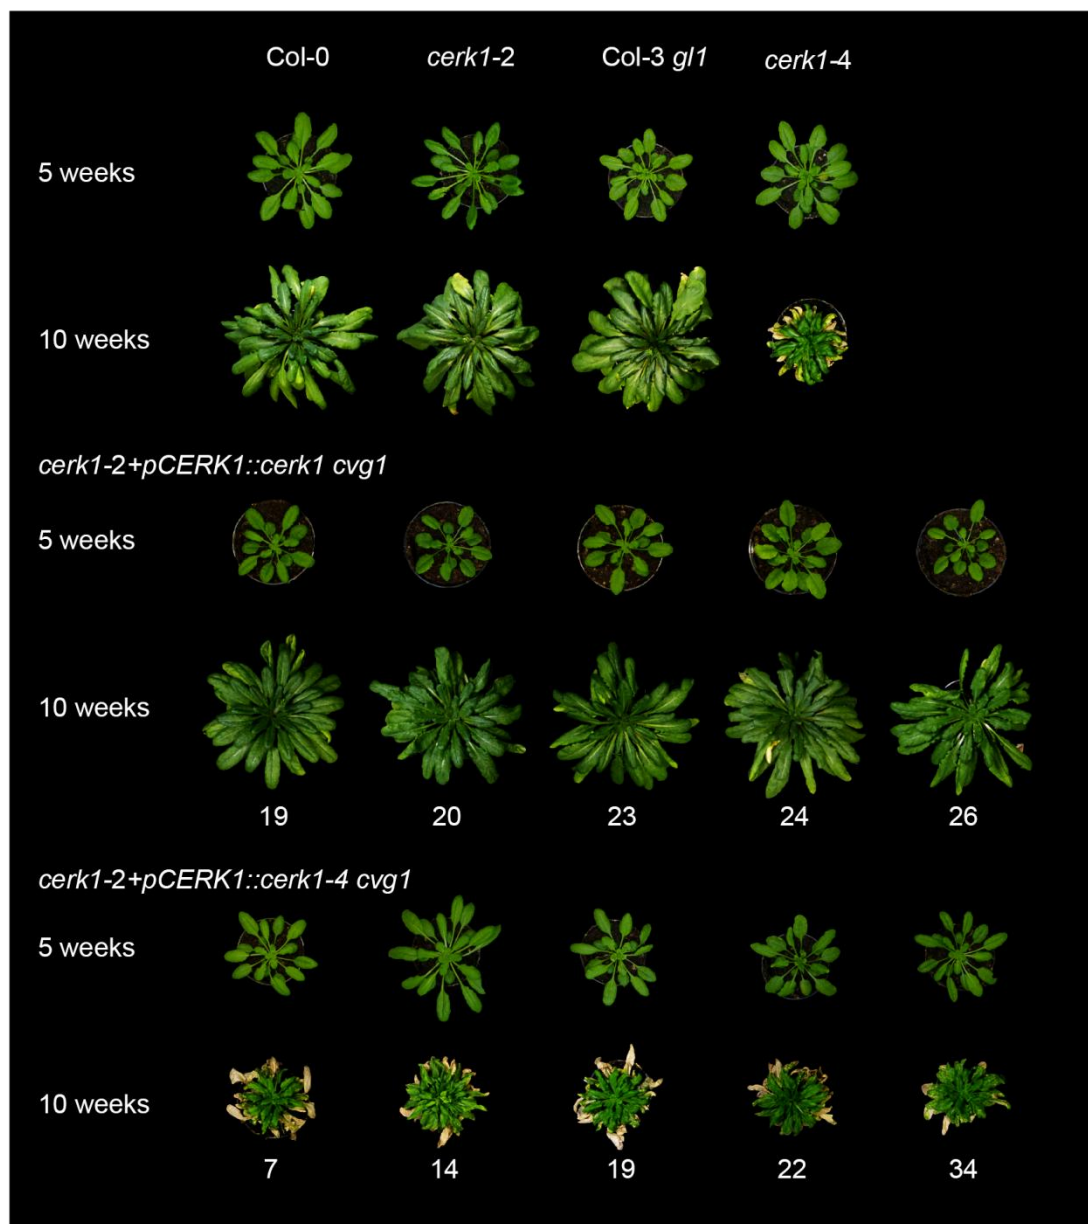 Col-0 cerk1-2 Col-3 gl1 cerk1-4
5 weeks
10 weeks
cerk1-2+pCERK1::cerk1 cvg1
5 weeks
10 weeks
19 20 23 24 26
cerk1-2+pCERK1::cerk1-4 cvg1
5 weeks
10 weeks
7 14 19 22 34